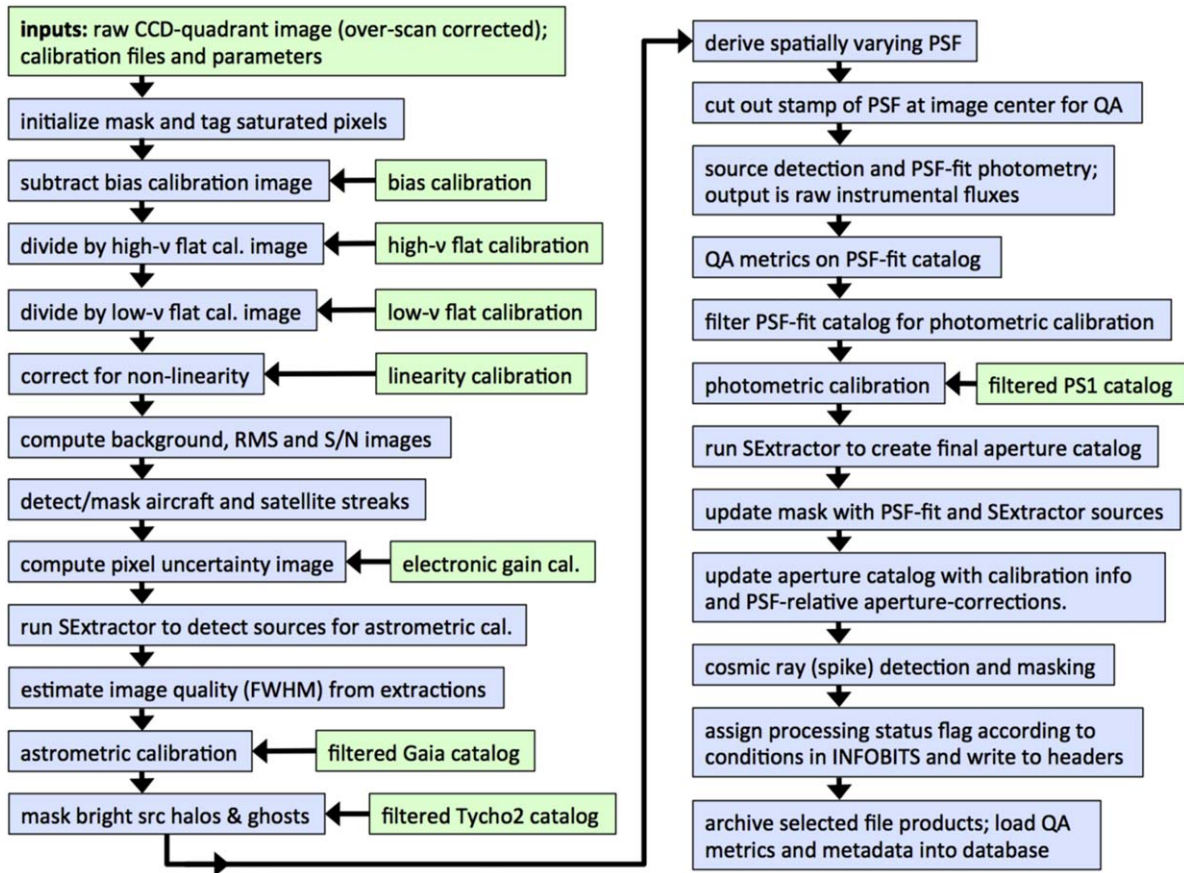 inputs: raw CCD-quadrant image (over-scan corrected);
calibration files and parameters
initialize mask and tag saturated pixels
subtract bias calibration image
bias calibration
divide by high-ν flat cal. image
high-ν flat calibration
divide by low-ν flat cal. image
low-ν flat calibration
correct for non-linearity
linearity calibration
compute background, RMS and S/N images
detect/mask aircraft and satellite streaks
compute pixel uncertainty image
electronic gain cal.
run SExtractor to detect sources for astrometric cal.
estimate image quality (FWHM) from extractions
astrometric calibration
filtered Gaia catalog
mask bright src halos & ghosts
filtered Tycho2 catalog
derive spatially varying PSF
cut out stamp of PSF at image center for QA
source detection and PSF-fit photometry;
output is raw instrumental fluxes
QA metrics on PSF-fit catalog
filter PSF-fit catalog for photometric calibration
photometric calibration
filtered PS1 catalog
run SExtractor to create final aperture catalog
update mask with PSF-fit and SExtractor sources
update aperture catalog with calibration info
and PSF-relative aperture-corrections.
cosmic ray (spike) detection and masking
assign processing status flag according to
conditions in INFOBITS and write to headers
archive selected file products; load QA
metrics and metadata into database